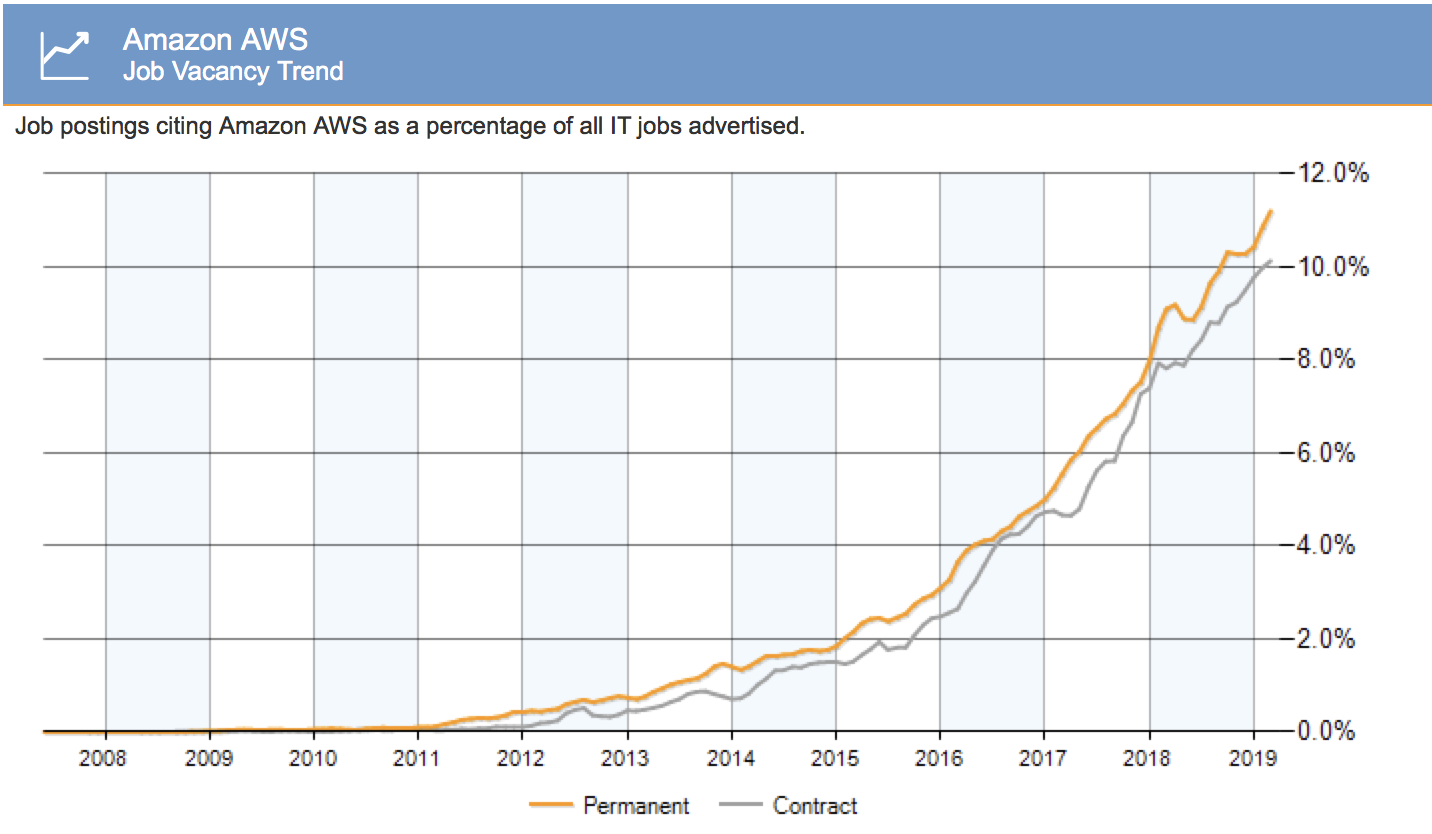 Amazon AWS
Job Vacancy Trend
Job postings citing Amazon AWS as a percentage of all IT jobs advertised.
12.0%
10.0%
8.0%
6.0%
4.0%
2.0%
0.0%
2008 2009 2010 2011 2012 2013 2014 2015 2016 2017 2018 2019
Permanent Contract